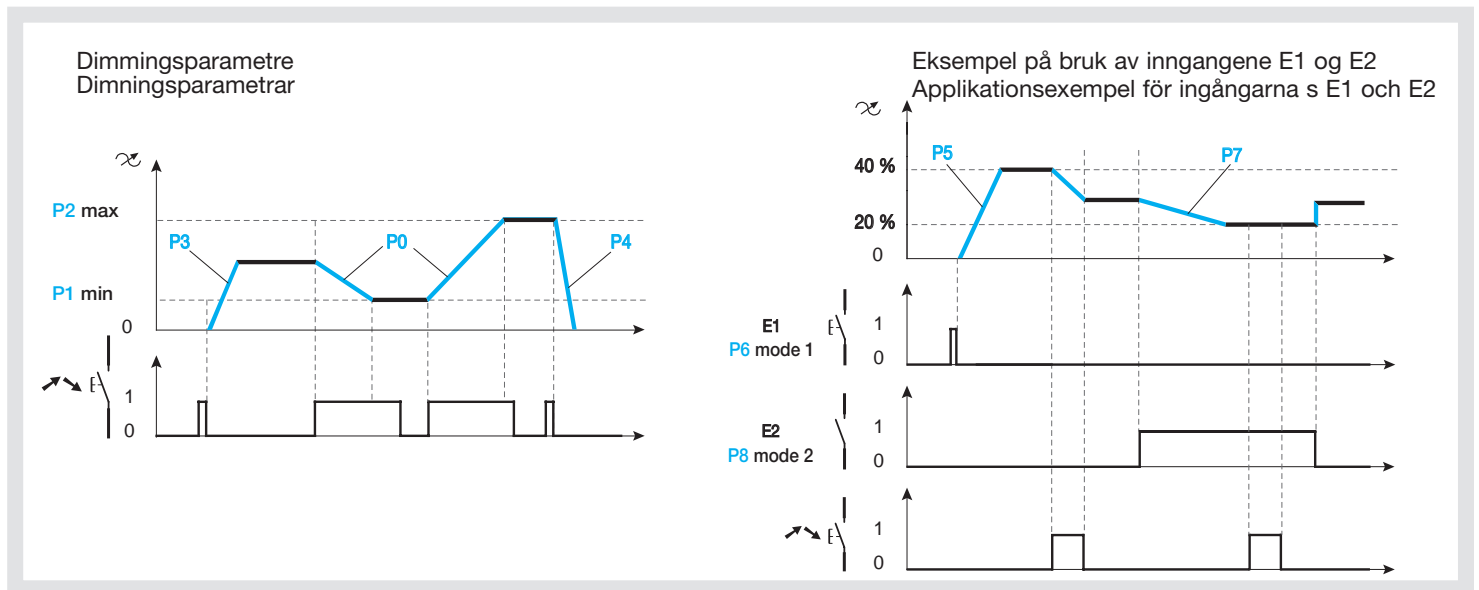 Dimmingsparametre
Dimningsparametrar
P2 max
P3
P0
P4
P1 min
0
1
0
Eksempel på bruk av inngangene E1 og E2
Applikationsexempel för ingångarna s E1 och E2
40 %
P5
P7
20 %
0
E1
P6 mode 1
1
0
E2
P8 mode 2
1
0
1
0